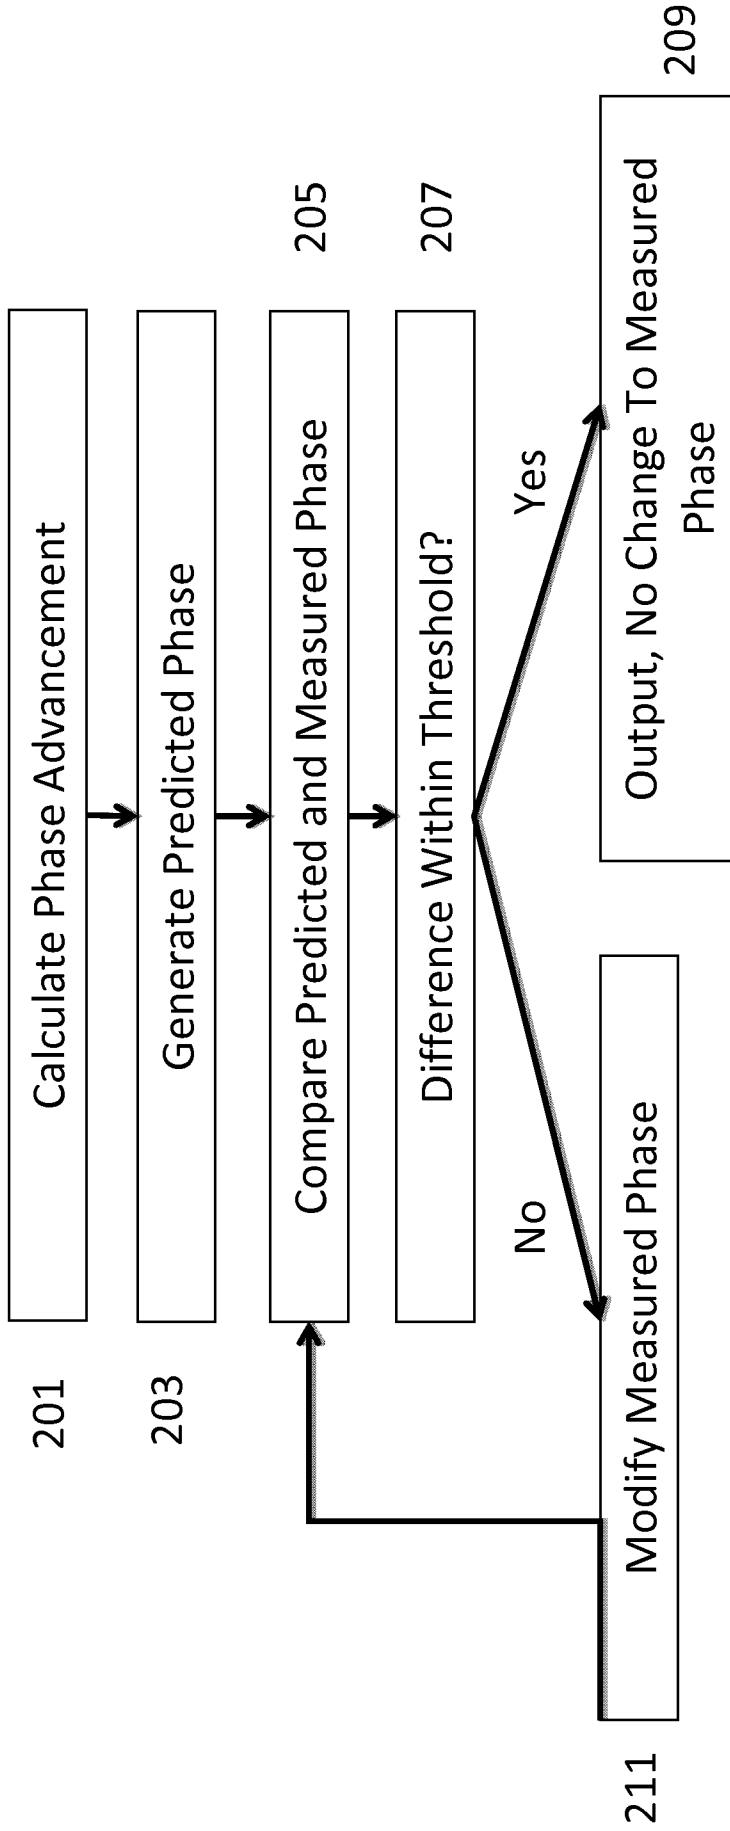 Calculate Phase Advancement
201
Generate Predicted Phase
203
Compare Predicted and Measured Phase
205
Difference Within Threshold?
207
No
Yes
Modify Measured Phase
211
Output, No Change To Measured
Phase
209